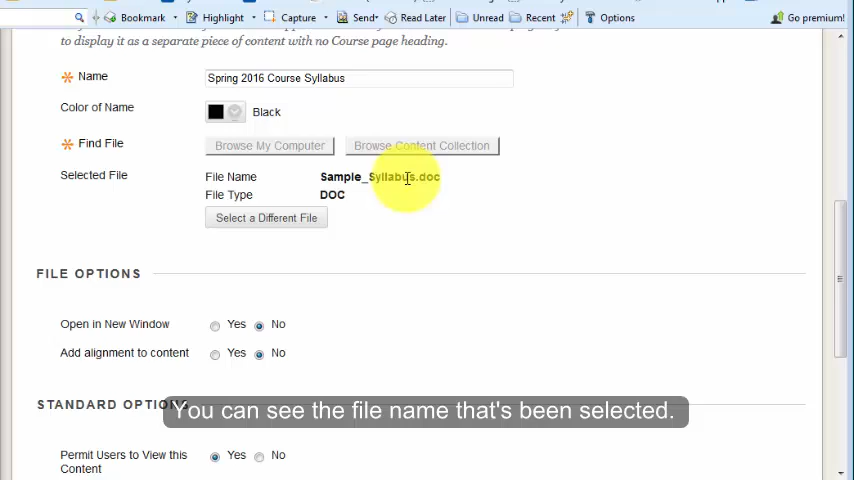 Bookmark Highlight Capture Send Read Later Unread Recent Options Go premium!
to display it as a separate piece of content with no Course page heading.
Name Spring 2016 Course Syllabus
Color of Name Black
Find File Browse My Computer Browse Content Collection
Selected File File Name Sample_Syllabus.doc
File Type DOC
Select a Different File
FILE OPTIONS
Open in New Window Yes No
Add alignment to content Yes No
STANDARD OPTIONS
You can see the file name that's been selected.
Permit Users to View this Yes No
Content